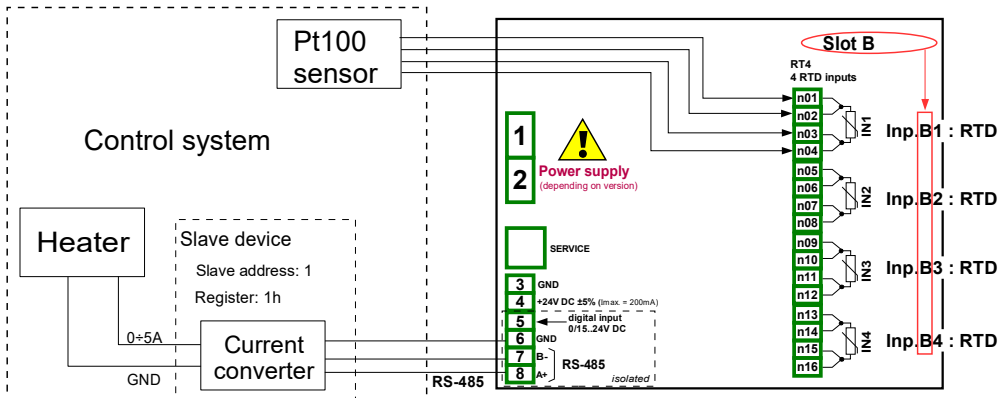 Pt100
sensor
Control system
Heater
Slave device
Slave address: 1
Register: 1h
0÷5A
GND
Current
converter
RS-485
1
2
Power supply
(depending on version)
SERVICE
3 GND
4 +24V DC ±5% (Imax. = 200mA)
5 digital input
0/15..24V DC
6 GND
7 B-
8 A+
RS-485
isolated
Slot B
RT4
4 RTD inputs
n01
n02
n03
n04
IN1
Inp.B1 : RTD
n05
n06
n07
n08
IN2
Inp.B2 : RTD
n09
n10
n11
n12
IN3
Inp.B3 : RTD
n13
n14
n15
n16
IN4
Inp.B4 : RTD